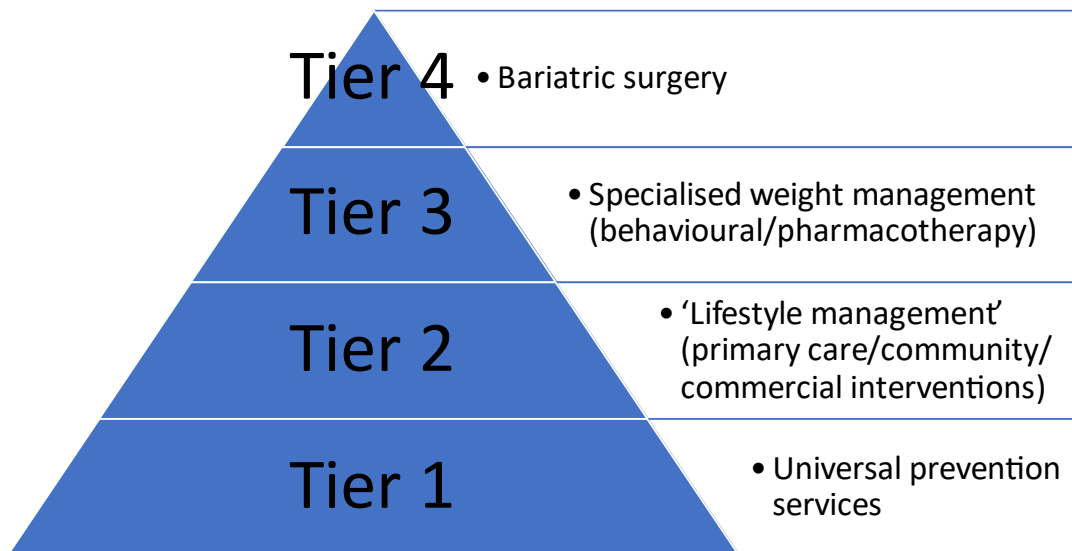 Tier 4
• Bariatric surgery
Tier 3
• Specialised weight management
(behavioural/pharmacotherapy)
Tier 2
• ‘Lifestyle management’
(primary care/community/
commercial interventions)
Tier 1
• Universal prevention
services